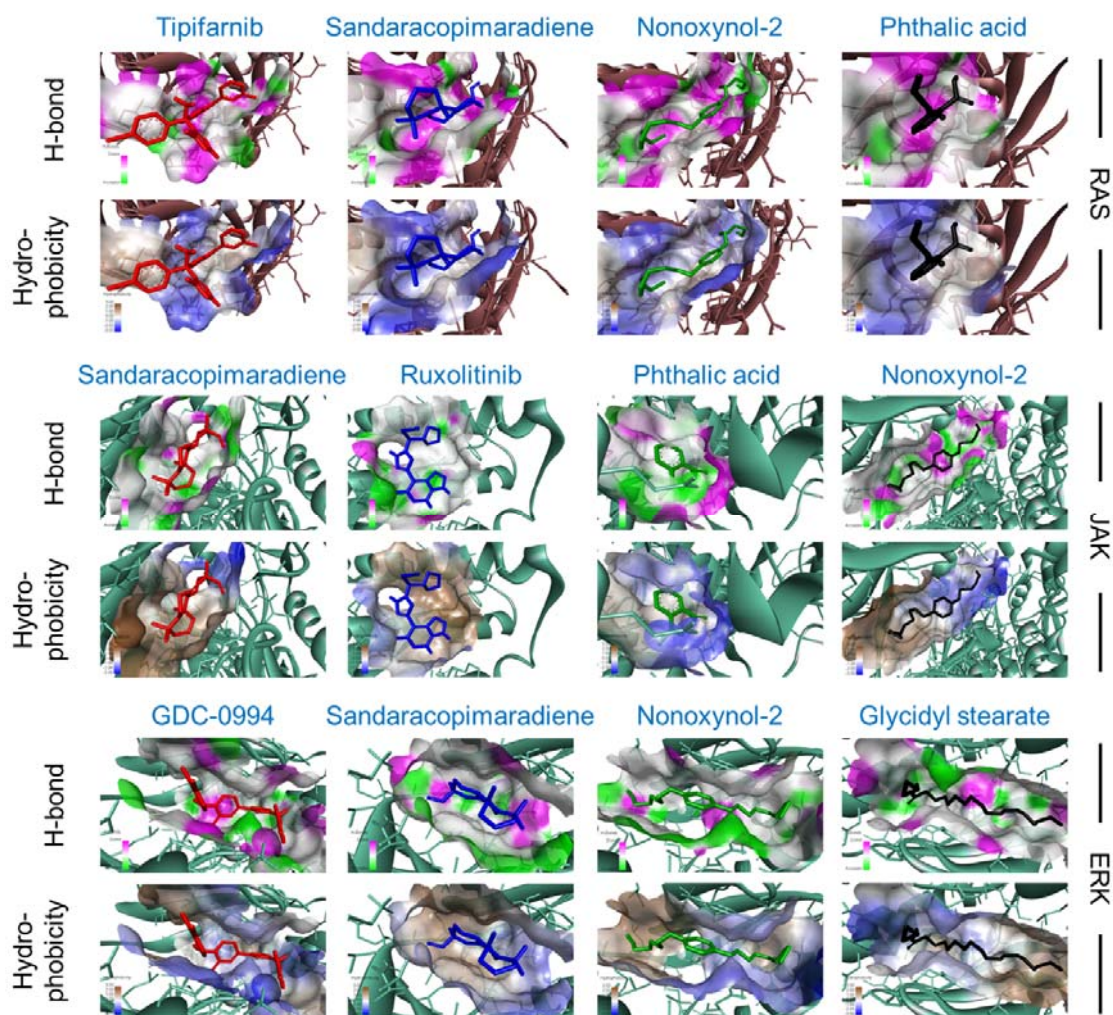 Tipifarnib Sandaracopimaradiene Nonoxynol-2 Phthalic acid
H-bond
Hydro-
phobicity
RAS
Sandaracopimaradiene Ruxolitinib Phthalic acid Nonoxynol-2
H-bond
Hydro-
phobicity
JAK
GDC-0994 Sandaracopimaradiene Nonoxynol-2 Glycidyl stearate
H-bond
Hydro-
phobicity
ERK